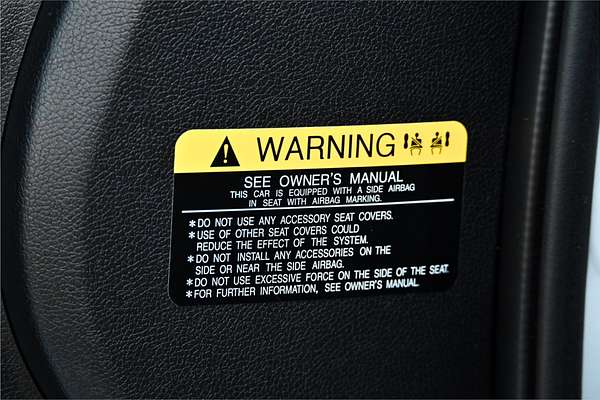 WARNING
SEE OWNER'S MANUAL
THIS CAR IS EQUIPPED WITH A SIDE AIRBAG
IN SEAT WITH AIRBAG MARKING.
*DO NOT USE ANY ACCESSORY SEAT COVERS.
*USE OF OTHER SEAT COVERS COULD
REDUCE THE EFFECT OF THE SYSTEM.
*DO NOT INSTALL ANY ACCESSORIES ON THE
SIDE OR NEAR THE SIDE AIRBAG.
*DO NOT USE EXCESSIVE FORCE ON THE SIDE OF THE SEAT.
*FOR FURTHER INFORMATION, SEE OWNER'S MANUAL.